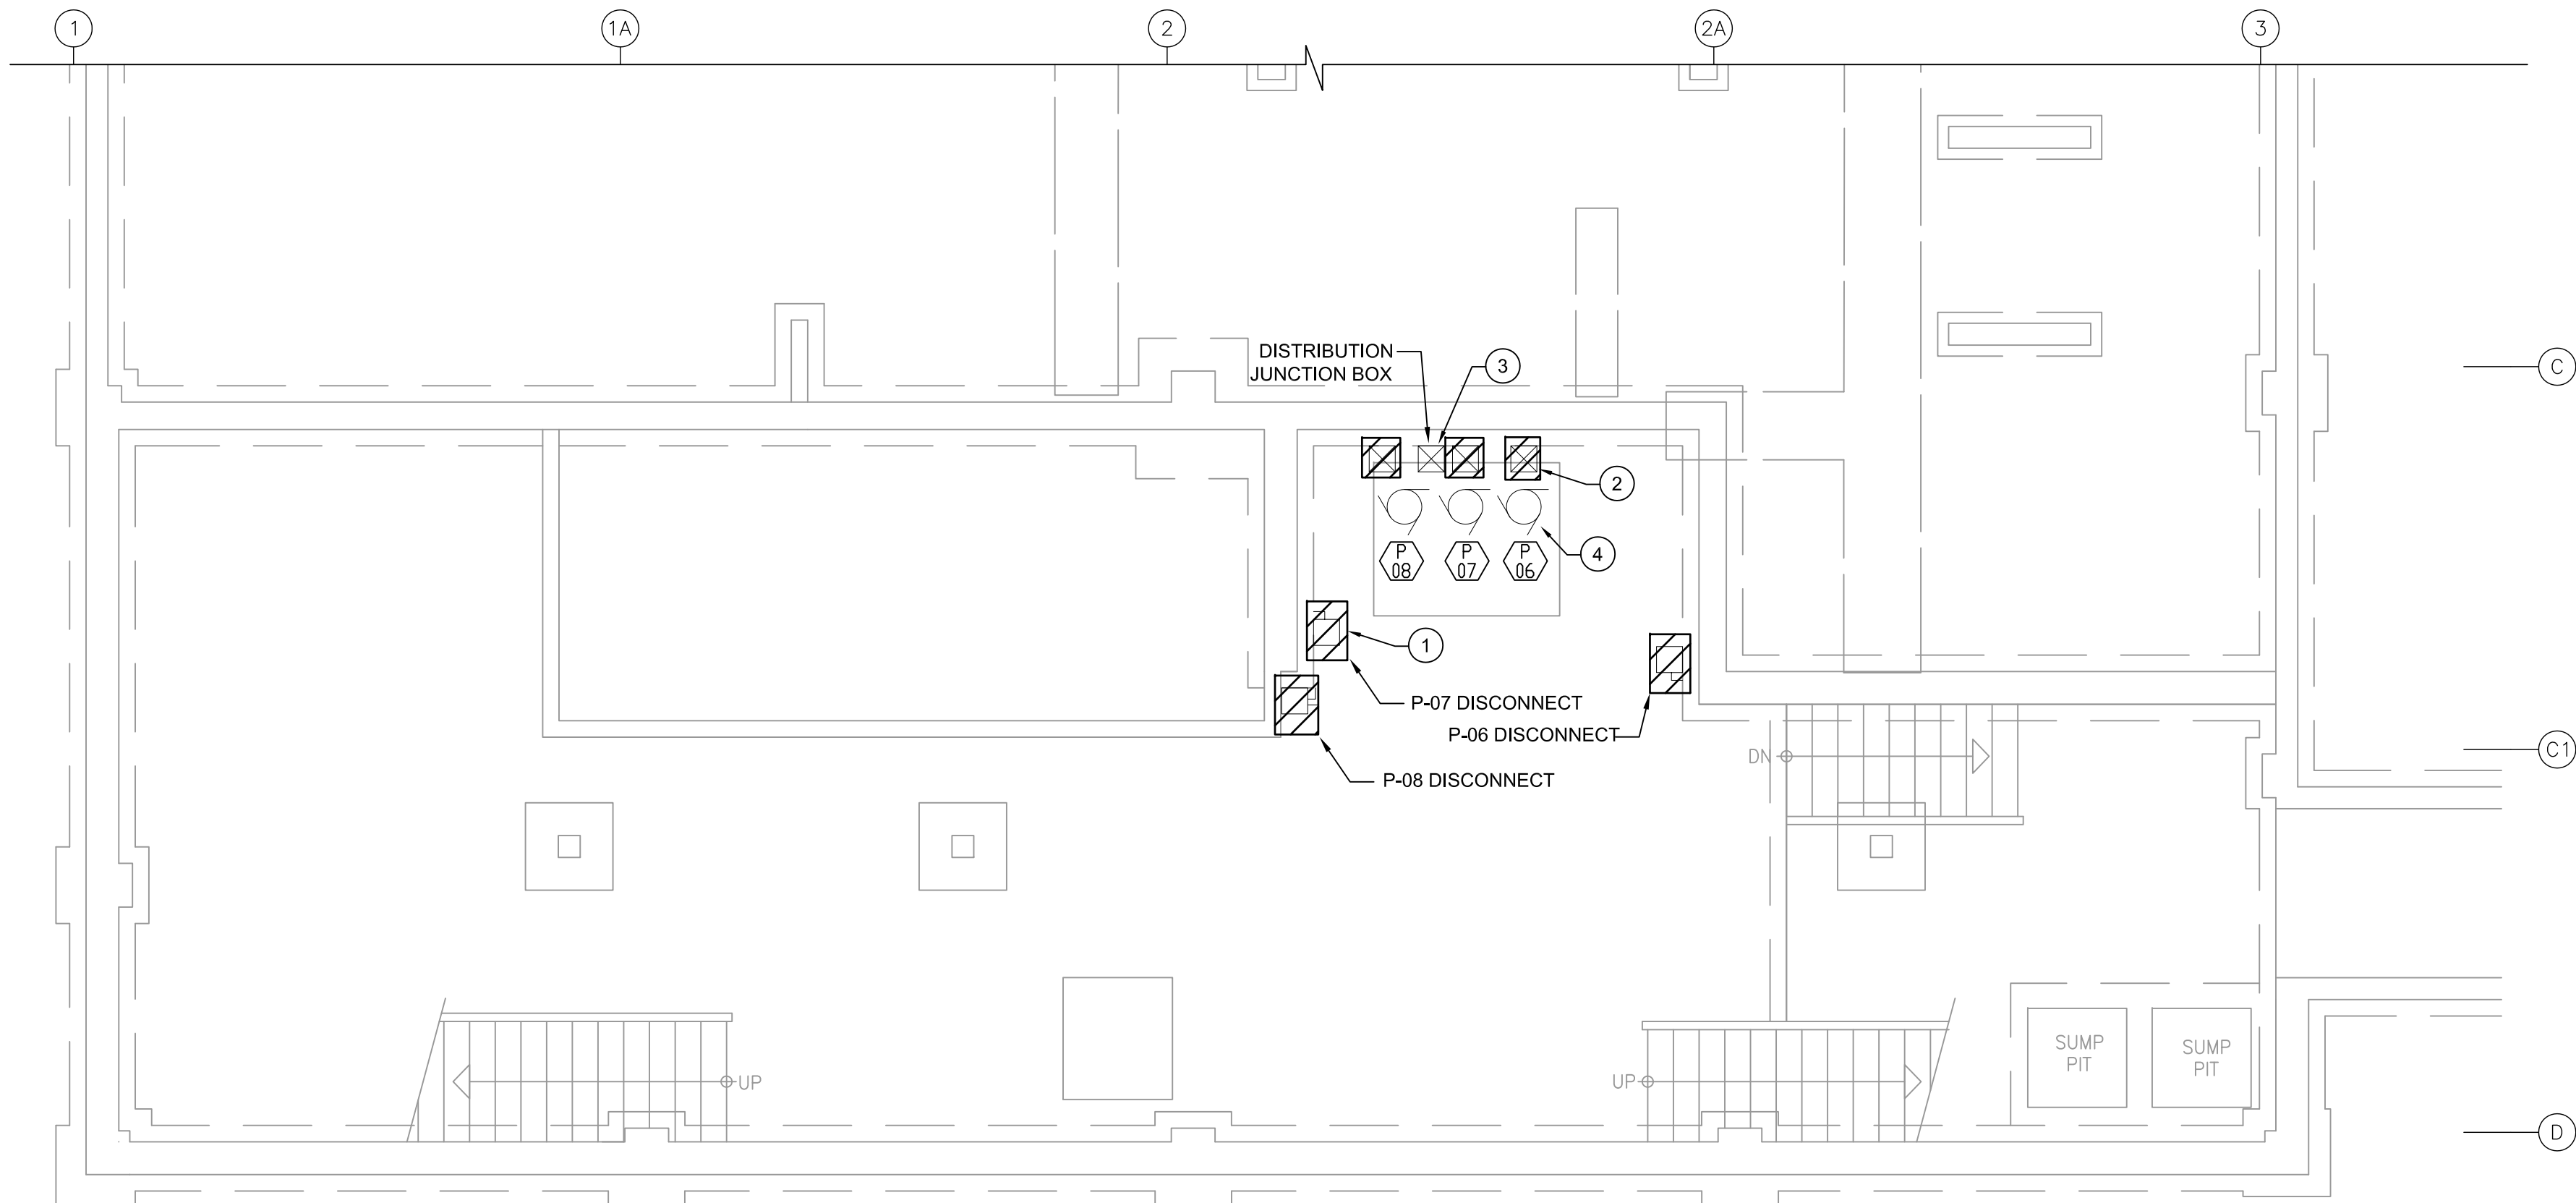 1
1A
2
2A
3
DISTRIBUTION
JUNCTION BOX
3
C
2
4
P
08
P
07
P
06
1
P-07 DISCONNECT
P-06 DISCONNECT
P-08 DISCONNECT
DN
C1
SUMP
PIT
SUMP
PIT
UP
UP
D